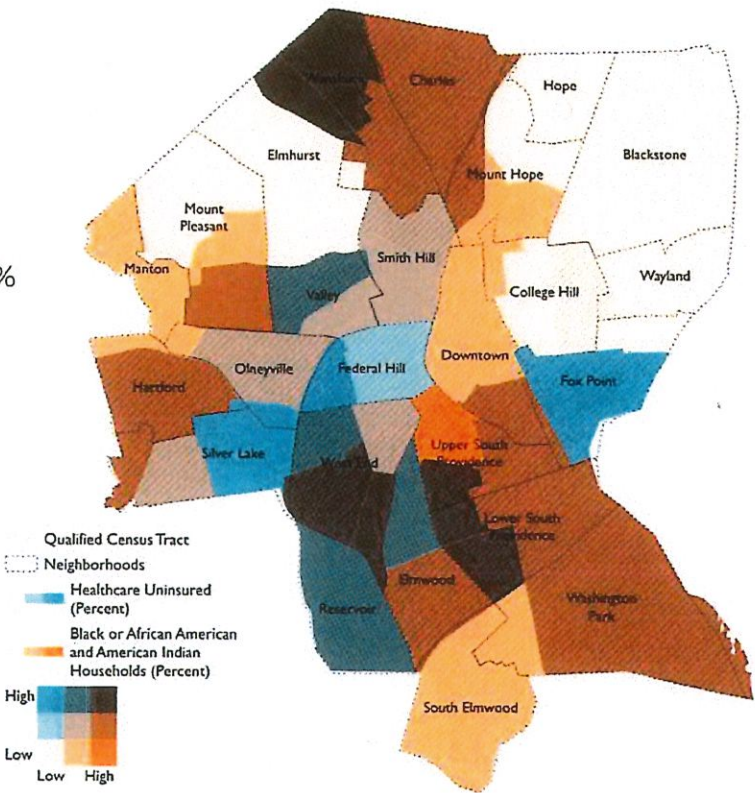 %
Wanskuck
Charles
Hope
Elmhurst
Blackstone
Mount Hope
Mount
Pleasant
Smith Hill
Manton
Wayland
Valley
College Hill
Downtown
Olneyville
Federal Hill
Fox Point
Hartford
Upper South
Providence
Silver Lake
West End
Lower South
Providence
Elmwood
Reservoir
Washington
Park
South Elmwood
Qualified Census Tract
Neighborhoods
Healthcare Uninsured
(Percent)
Black or African American
and American Indian
Households (Percent)
High
Low
Low High